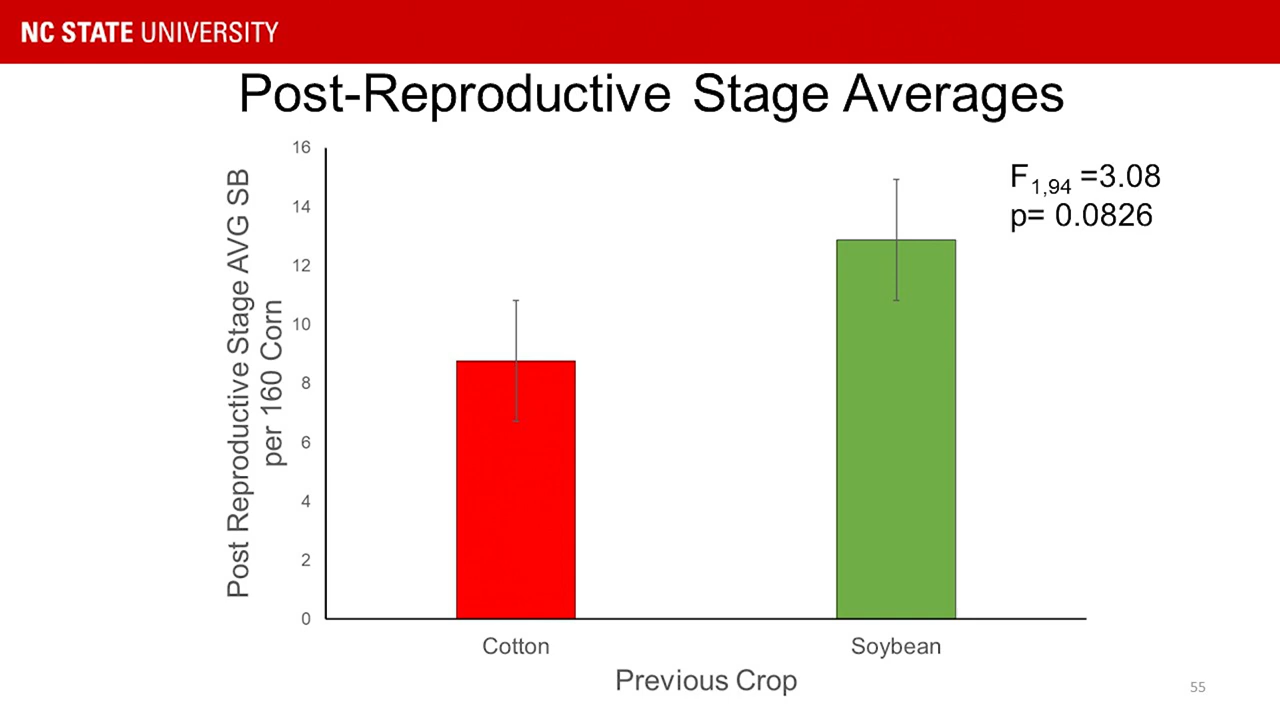 NC STATE UNIVERSITY
Post-Reproductive Stage Averages
Post Reproductive Stage AVG SB
per 160 Corn
16
14
12
10
8
6
4
2
0
F1,94 =3.08
p= 0.0826
Cotton
Soybean
Previous Crop
55